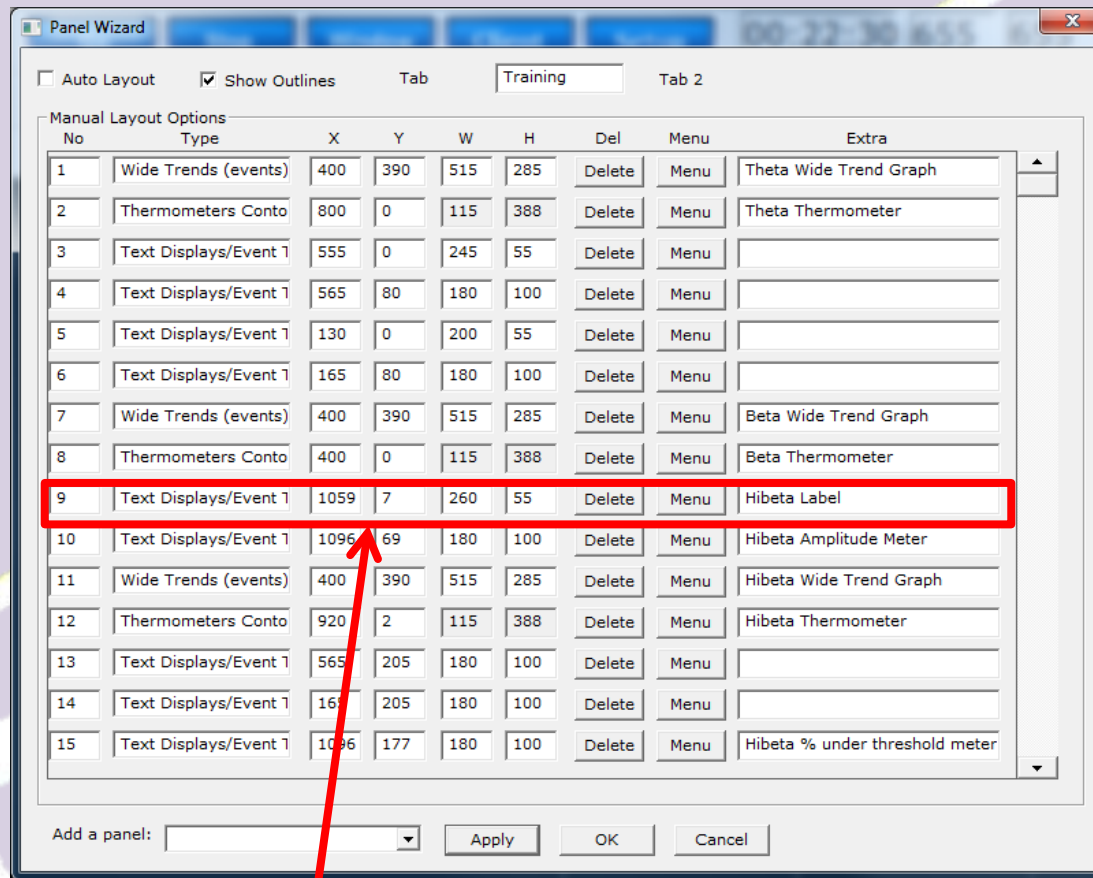 Panel Wizard
00:22:30 655
Auto Layout Show Outlines Tab Training Tab 2
Manual Layout Options
No Type X Y W H Del Menu Extra
1 Wide Trends (events) 400 390 515 285 Delete Menu Theta Wide Trend Graph
2 Thermometers Conto 800 0 115 388 Delete Menu Theta Thermometer
3 Text Displays/Event T 555 0 245 55 Delete Menu
4 Text Displays/Event T 565 80 180 100 Delete Menu
5 Text Displays/Event T 130 0 200 55 Delete Menu
6 Text Displays/Event T 165 80 180 100 Delete Menu
7 Wide Trends (events) 400 390 515 285 Delete Menu Beta Wide Trend Graph
8 Thermometers Conto 400 0 115 388 Delete Menu Beta Thermometer
9 Text Displays/Event T 1059 7 260 55 Delete Menu Hibeta Label
10 Text Displays/Event T 1096 69 180 100 Delete Menu Hibeta Amplitude Meter
11 Wide Trends (events) 400 390 515 285 Delete Menu Hibeta Wide Trend Graph
12 Thermometers Conto 920 2 115 388 Delete Menu Hibeta Thermometer
13 Text Displays/Event T 565 205 180 100 Delete Menu
14 Text Displays/Event T 165 205 180 100 Delete Menu
15 Text Displays/Event T 1096 177 180 100 Delete Menu Hibeta % under threshold meter
Add a panel: Apply OK Cancel